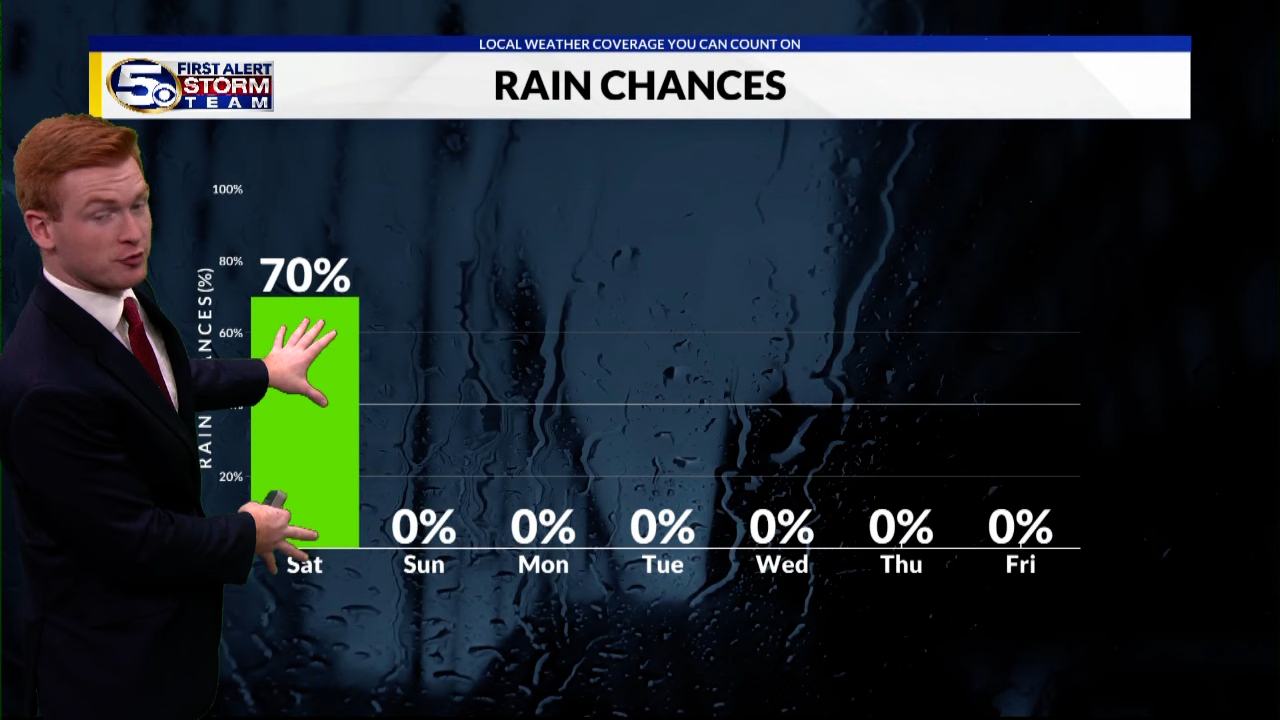 LOCAL WEATHER COVERAGE YOU CAN COUNT ON
RAIN CHANCES
5
FIRST ALERT
STORM
TEAM
100%
80%
60%
20%
RAIN
70%
0%
0%
0%
0%
0%
0%
Sat
Sun
Mon
Tue
Wed
Thu
Fri